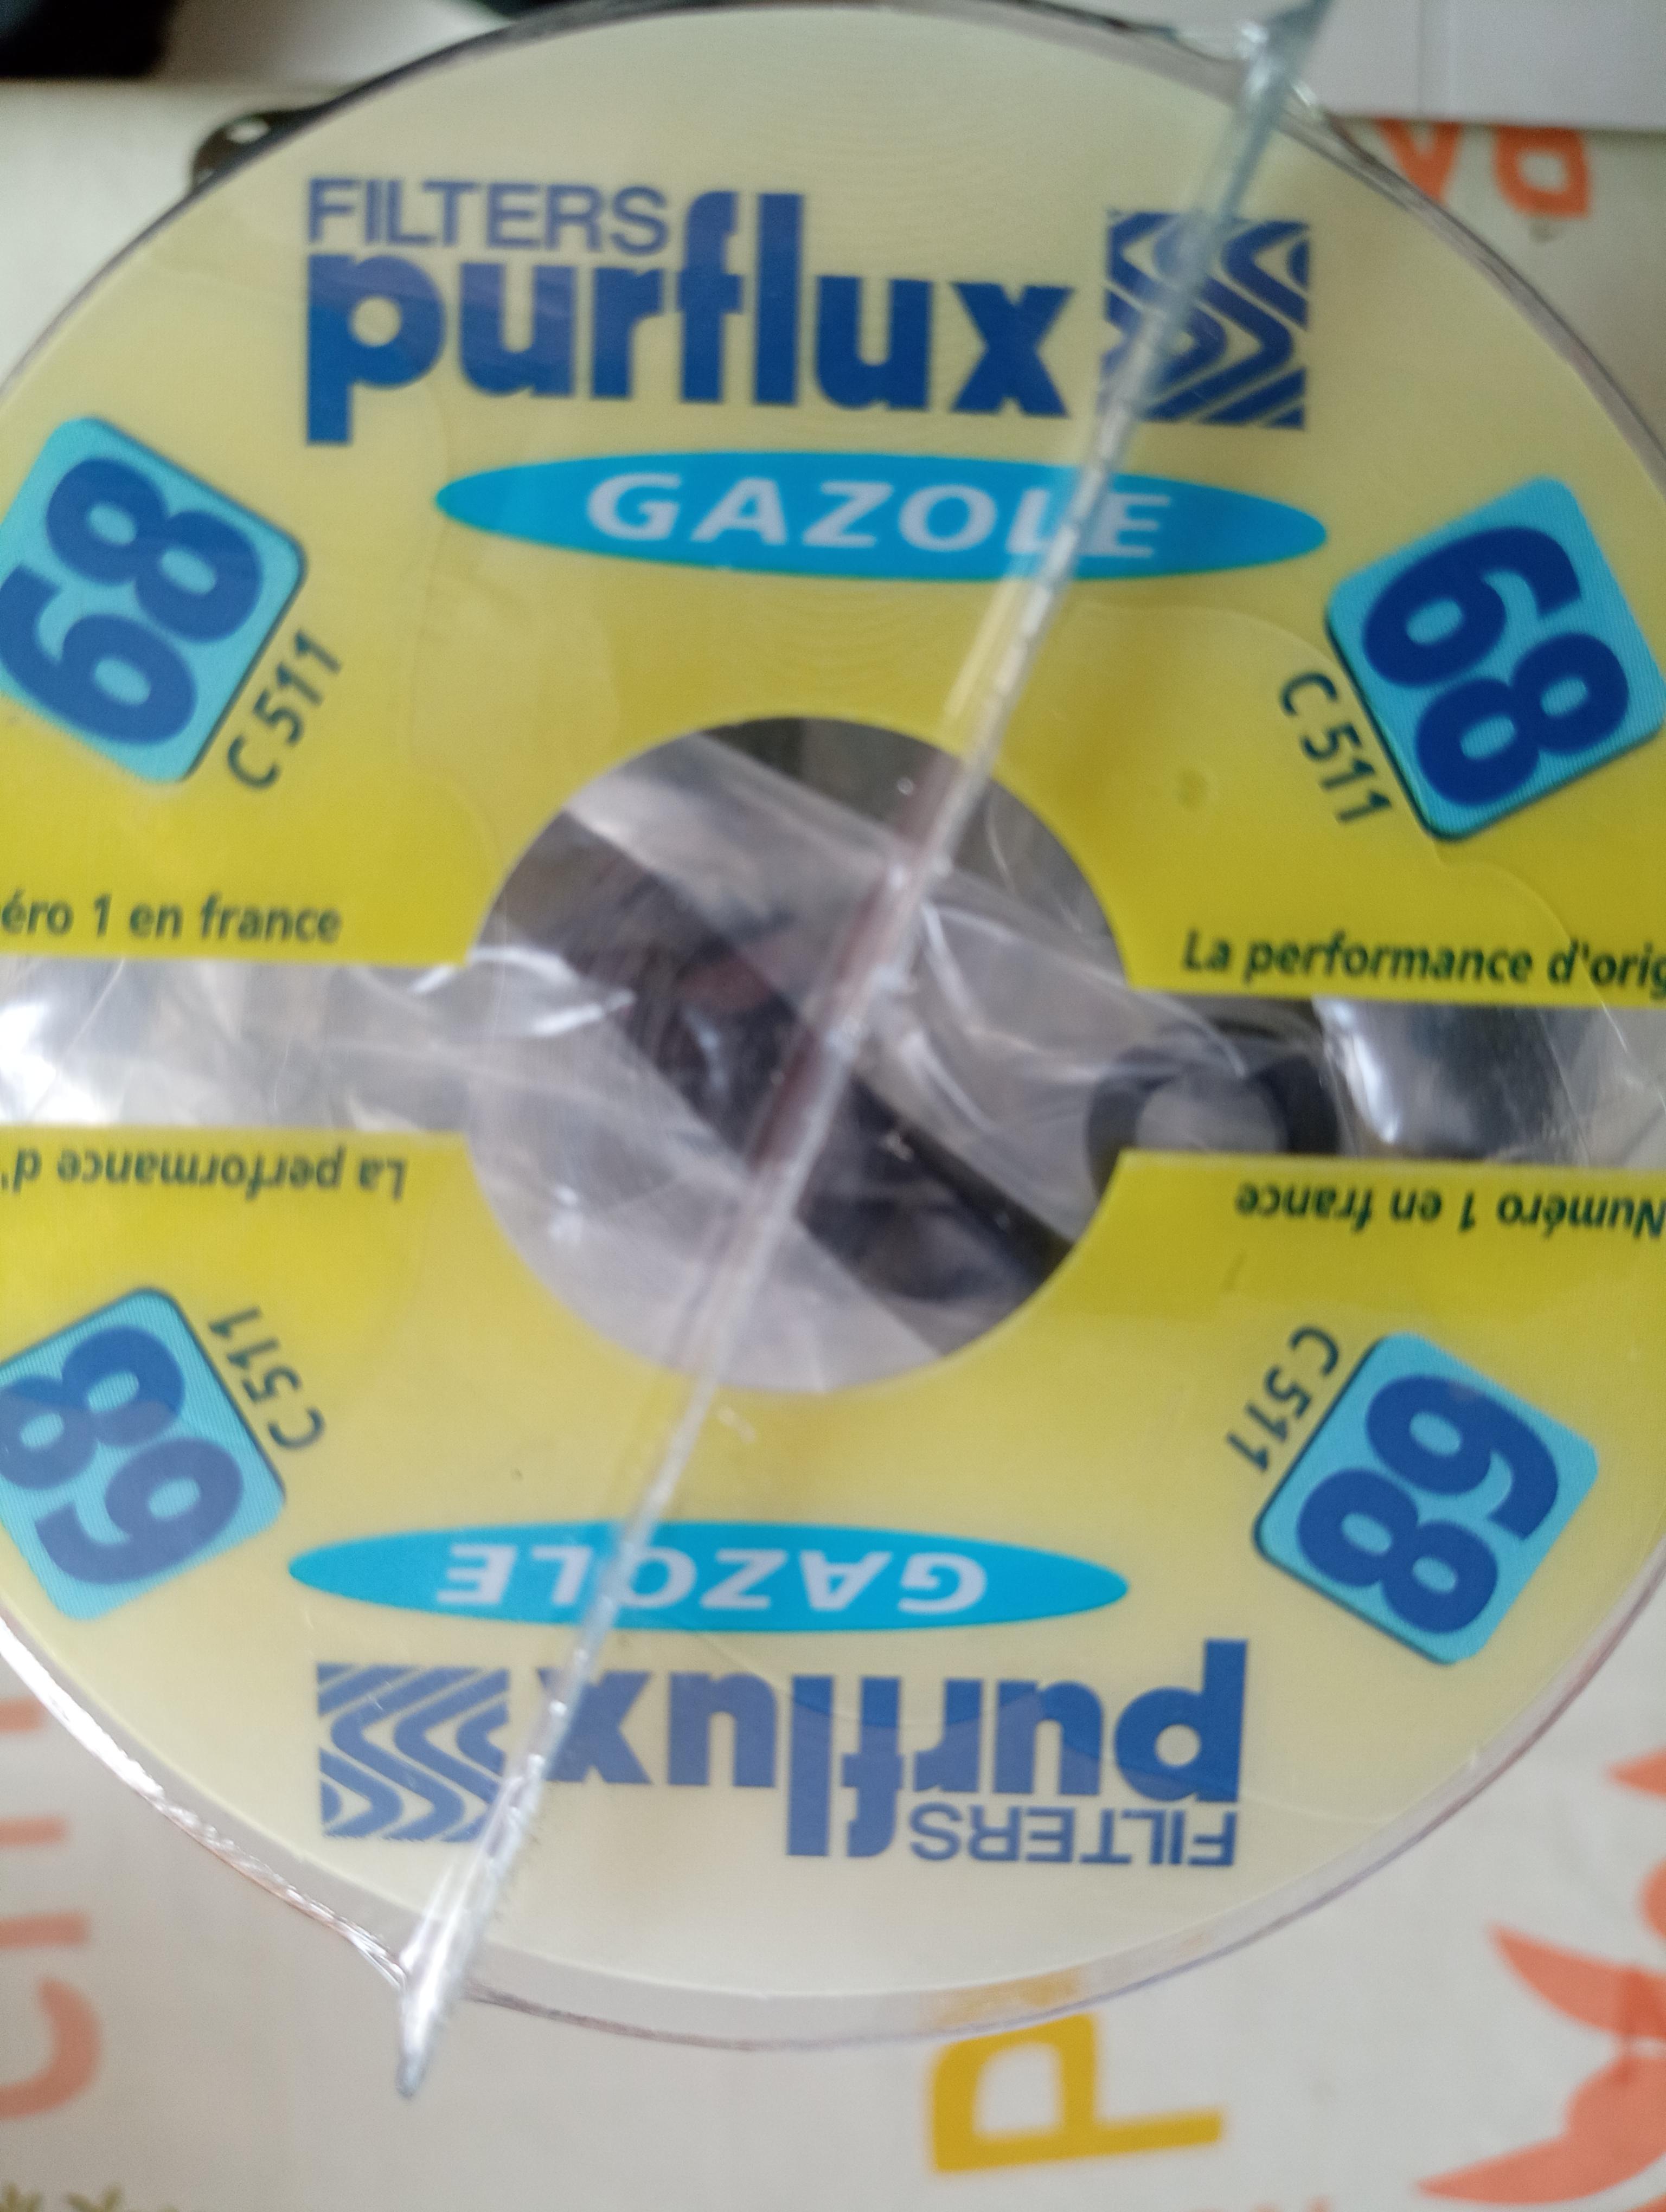 FILTERS
purflux
GAZOLE
68
C 511
68
C 511
éro 1 en france
La performance d'orig
La performance d'
Numéro 1 en france
68
C 511
68
C 511
GAZOLE
purflux
FILTERS
P